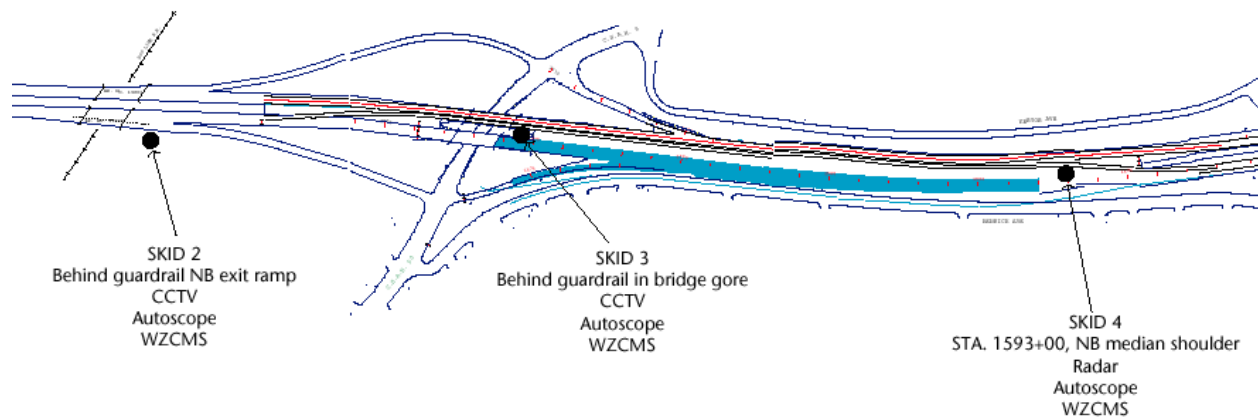 SKID 2
Behind guardrail NB exit ramp
CCTV
Autoscope
WZCMS
SKID 3
Behind guardrail in bridge gore
CCTV
Autoscope
WZCMS
SKID 4
STA. 1593+00, NB median shoulder
Radar
Autoscope
WZCMS